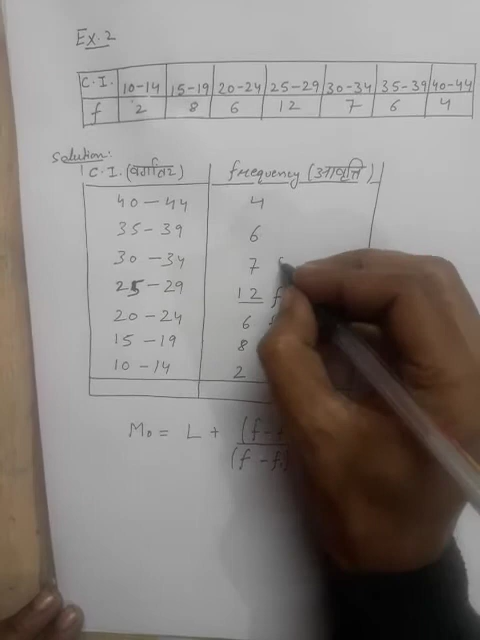 Ex.2
C.I. 10-14 15-19 20-24 25-29 30-34 35-39 40-44
f 2 8 6 12 7 6 4
Solution:
C.I. (वर्गांतर) frequency (आवृत्ति)
40-44 4
35-39 6
30-34 7
25-29 12 f
20-24 6
15-19 8
10-14 2
Mo = L + (f-
(f-f